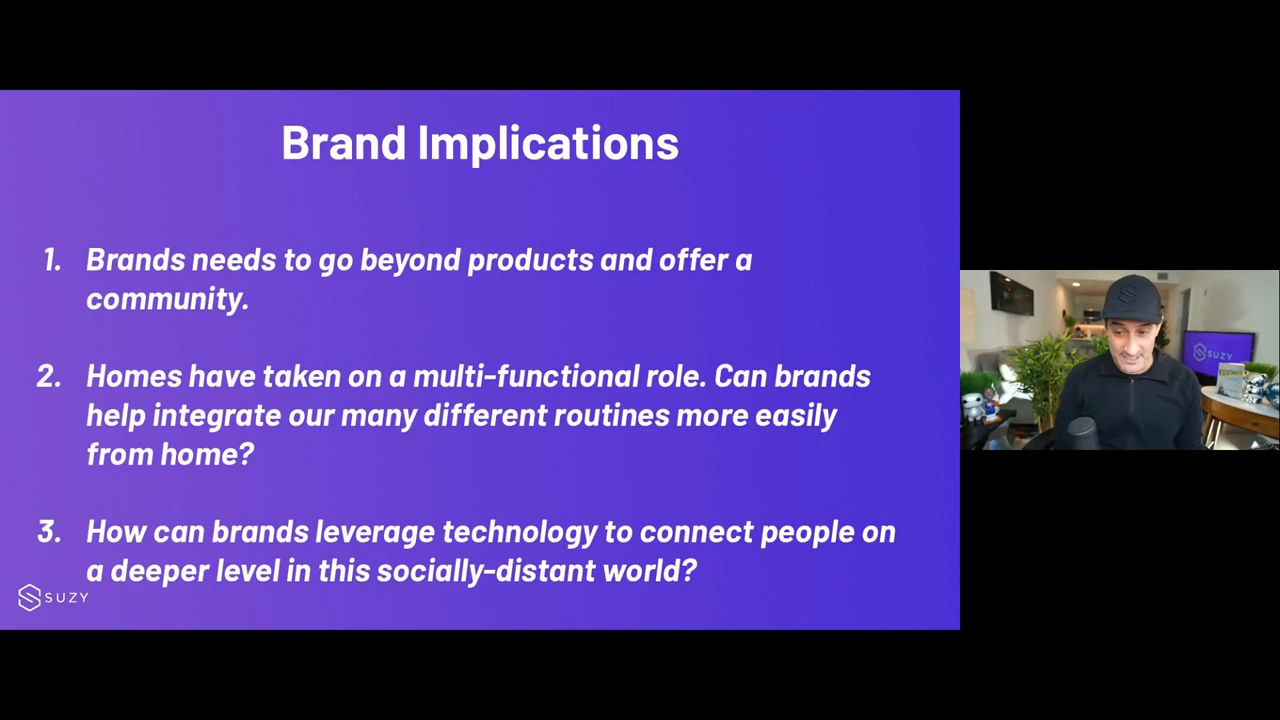 Brand Implications
1. Brands needs to go beyond products and offer a
community.
2. Homes have taken on a multi-functional role. Can brands
help integrate our many different routines more easily
from home?
3. How can brands leverage technology to connect people on
a deeper level in this socially-distant world?
SUZY
SUZY